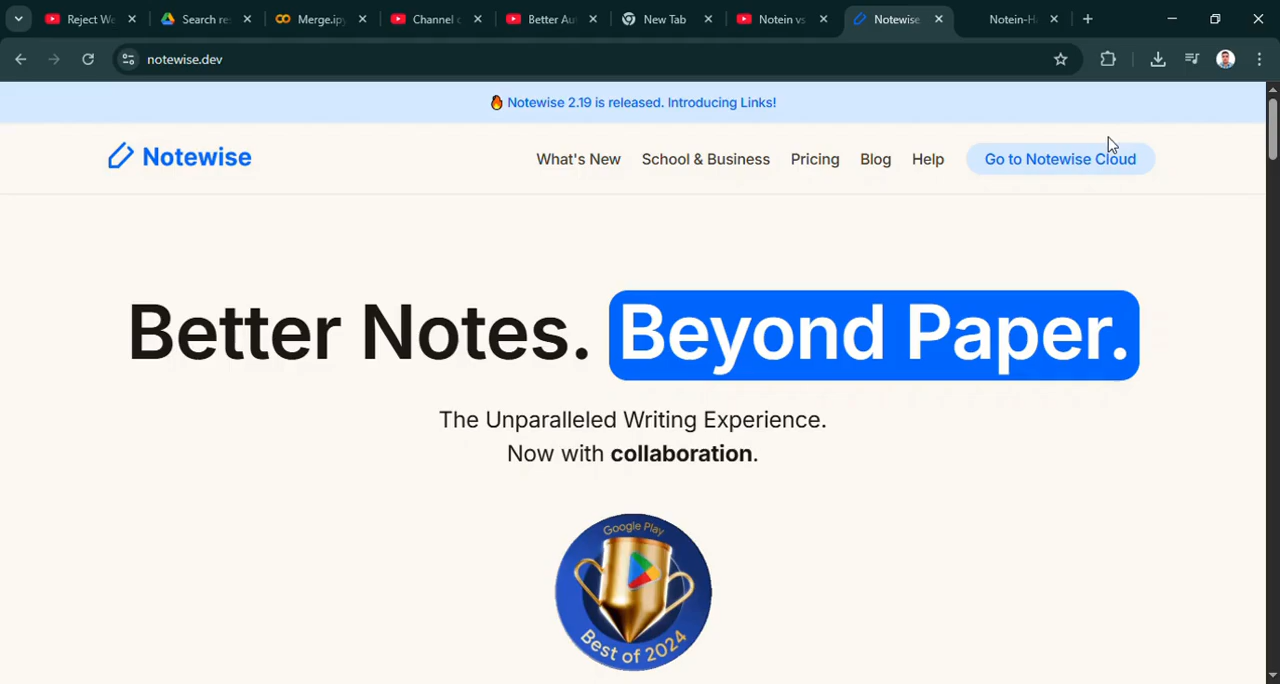 Reject Wo
Search re
Merge.ipy
Channel c
Better Au
New Tab
Notein vs
Notewise
Notein-Ha
notewise.dev
🔥 Notewise 2.19 is released. Introducing Links!
Notewise
What's New
School & Business
Pricing
Blog
Help
Go to Notewise Cloud
Better Notes. Beyond Paper.
The Unparalleled Writing Experience.
Now with collaboration.
Google Play
Best of 2024